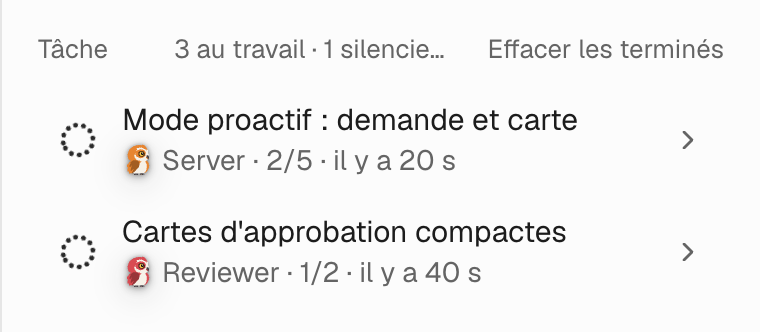 Tâche 3 au travail · 1 silencie... Effacer les terminés
Mode proactif : demande et carte
Server · 2/5 · il y a 20 s
Cartes d'approbation compactes
Reviewer · 1/2 · il y a 40 s